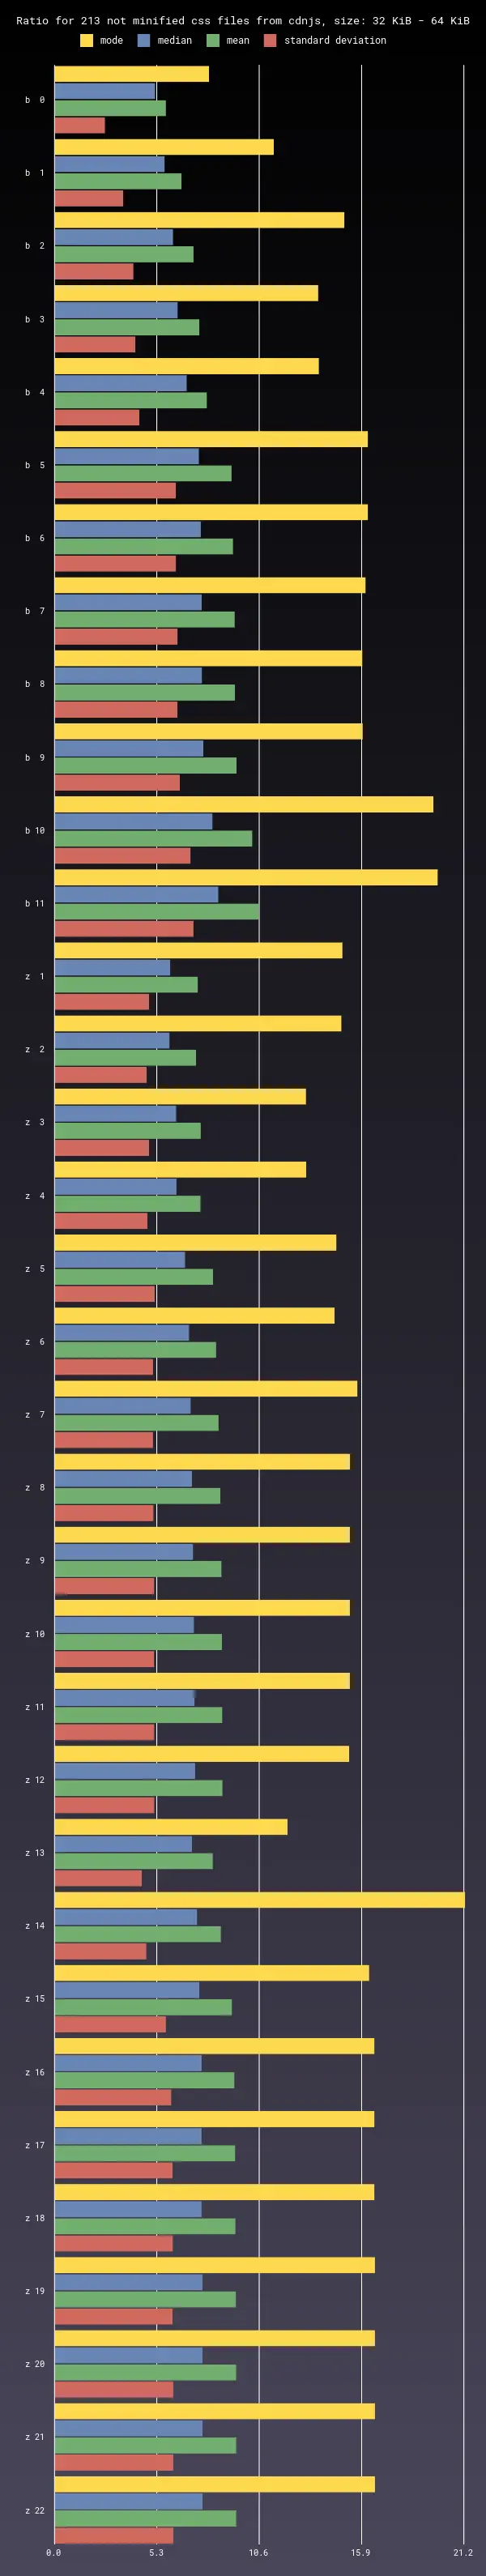 Ratio for 213 not minified css files from cdnjs, size: 32 KiB - 64 KiB
mode median mean standard deviation
b 0
b 1
b 2
b 3
b 4
b 5
b 6
b 7
b 8
b 9
b 10
b 11
z 1
z 2
z 3
z 4
z 5
z 6
z 7
z 8
z 9
z 10
z 11
z 12
z 13
z 14
z 15
z 16
z 17
z 18
z 19
z 20
z 21
z 22
0.0 5.3 10.6 15.9 21.2